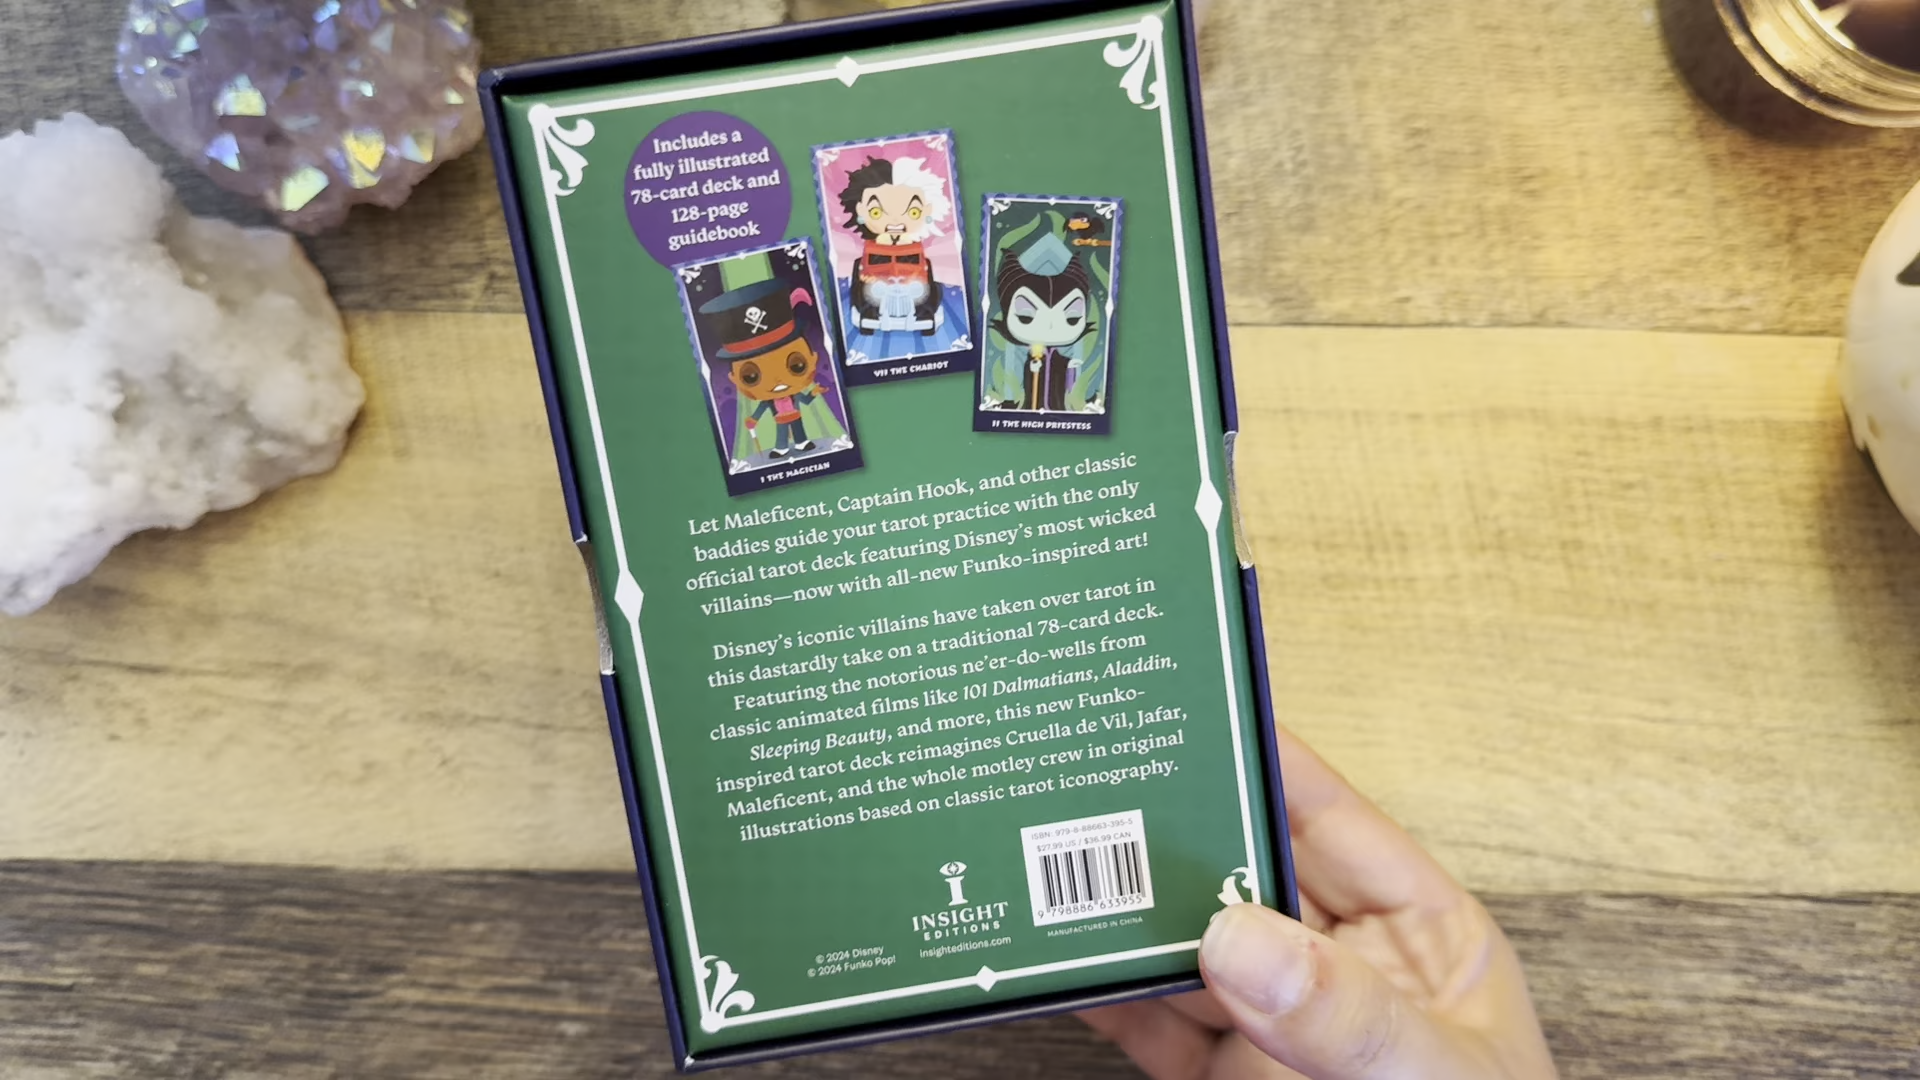 Includes a
fully illustrated
78-card deck and
128-page
guidebook
I THE MAGICIAN
VII THE CHARIOT
II THE HIGH PRIESTESS
Let Maleficent, Captain Hook, and other classic
baddies guide your tarot practice with the only
official tarot deck featuring Disney's most wicked
villains—now with all-new Funko-inspired art!
Disney's iconic villains have taken over tarot in
this dastardly take on a traditional 78-card deck.
Featuring the notorious ne'er-do-wells from
classic animated films like 101 Dalmatians, Aladdin,
Sleeping Beauty, and more, this new Funko-
inspired tarot deck reimagines Cruella de Vil, Jafar,
Maleficent, and the whole motley crew in original
illustrations based on classic tarot iconography.
© 2024 Disney
© 2024 Funko Pop!
INSIGHT
EDITIONS
insighteditions.com
ISBN: 979-8-88663-395-5
$27.99 US / $36.99 CAN
9 798886 633955
MANUFACTURED IN CHINA